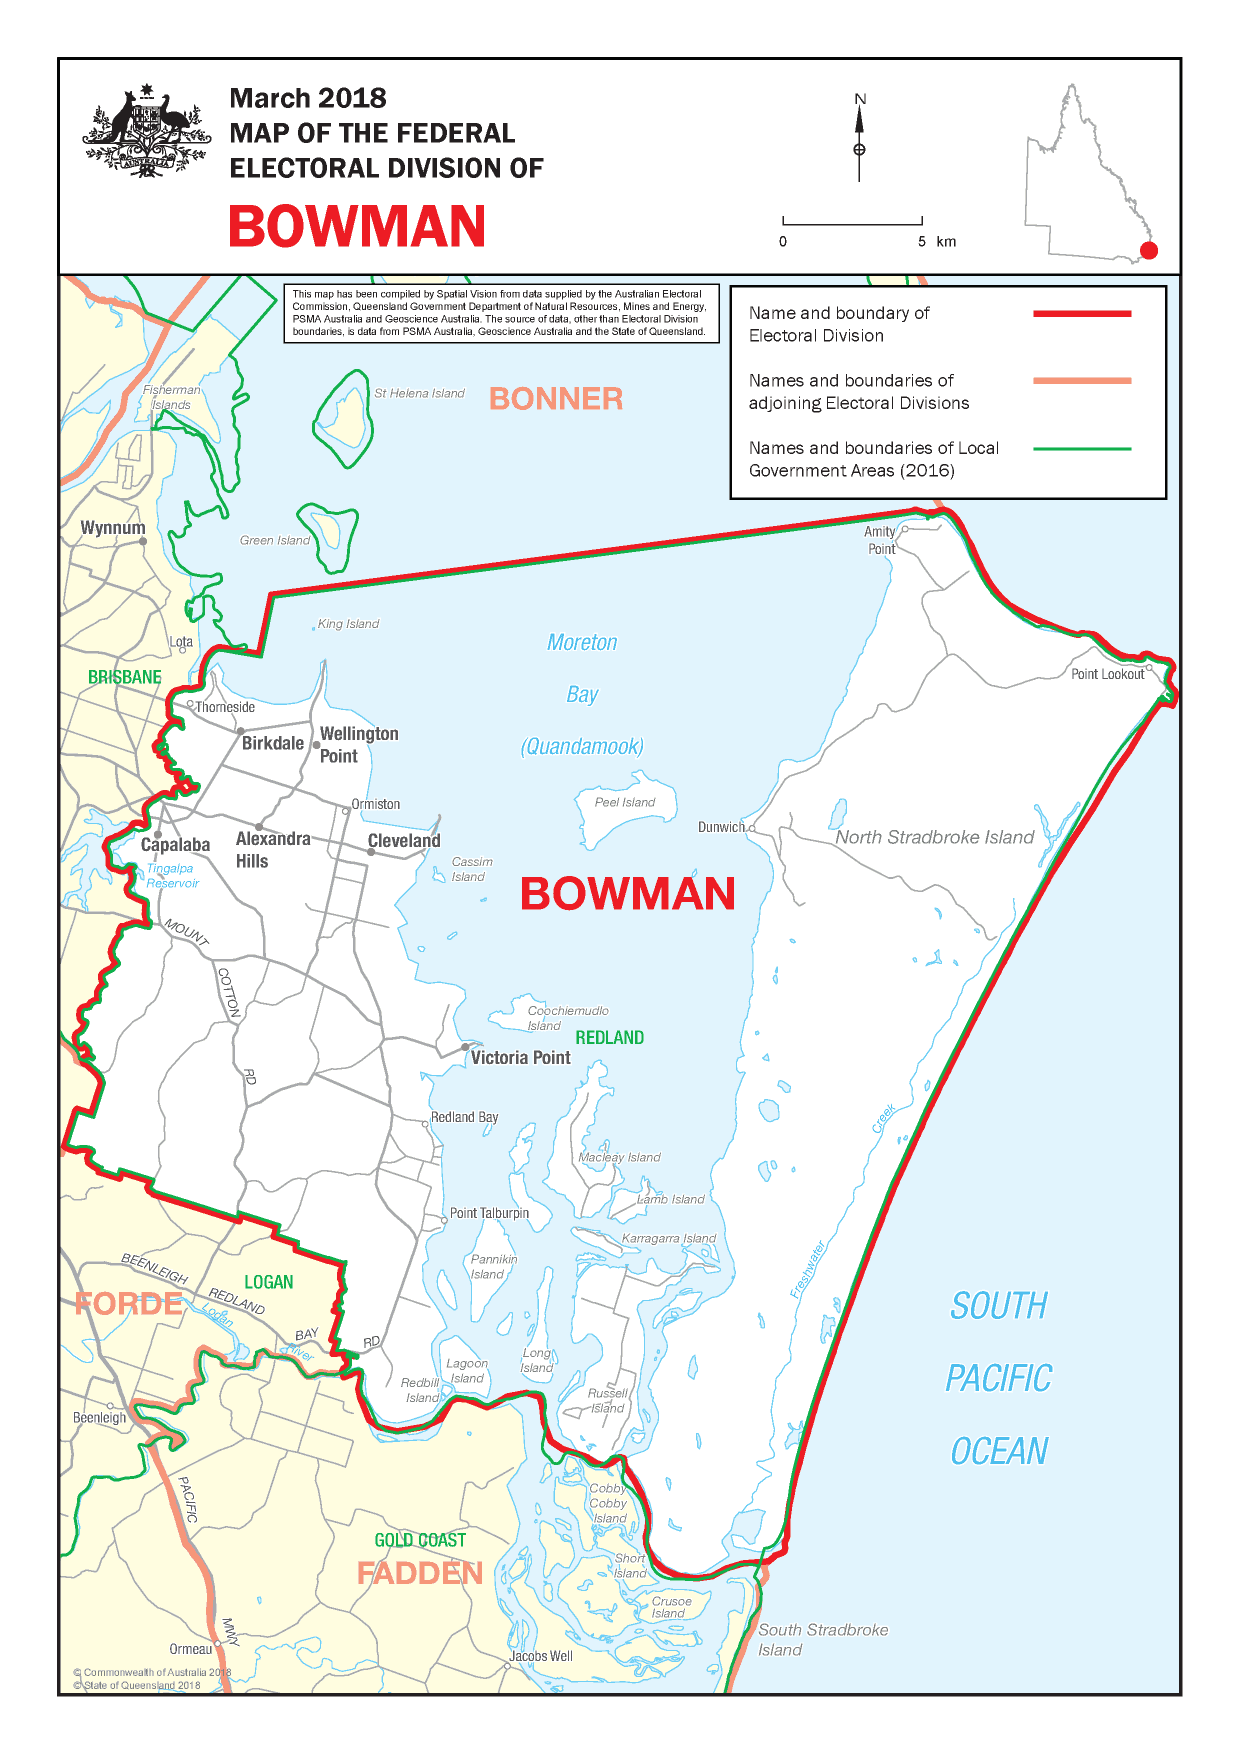 March 2018
MAP OF THE FEDERAL
ELECTORAL DIVISION OF
BOWMAN
AUSTRALIA
N
0 5 km
This map has been compiled by Spatial Vision from data supplied by the Australian Electoral
Commission, Queensland Government Department of Natural Resources, Mines and Energy,
PSMA Australia and Geoscience Australia. The source of data, other than Electoral Division
boundaries, is data from PSMA Australia, Geoscience Australia and the State of Queensland.
Name and boundary of
Electoral Division
Names and boundaries of
adjoining Electoral Divisions
Names and boundaries of Local
Government Areas (2016)
Fisherman
Islands
St Helena Island
BONNER
Wynnum
Green Island
Amity
Point
King Island
Lota
Moreton
Bay
(Quandamook)
BRISBANE
Point Lookout
Thorneside
Birkdale
Wellington
Point
Ormiston
Peel Island
Dunwich
North Stradbroke Island
Capalaba
Alexandra
Hills
Cleveland
Tingalpa
Reservoir
Cassim
Island
BOWMAN
MOUNT
COTTON
RD
Coochiemudlo
Island
REDLAND
Victoria Point
Redland Bay
Creek
Macleay Island
Lamb Island
Point Talburpin
Karragarra Island
Pannikin
Island
Freshwater
BEENLEIGH
REDLAND
BAY
RD
LOGAN
FORDE
Logan
River
SOUTH
PACIFIC
OCEAN
Long
Island
Lagoon
Island
Redbill
Island
Russell
Island
Beenleigh
PACIFIC
MWY
Cobby
Cobby
Island
GOLD COAST
FADDEN
Short
Island
Crusoe
Island
South Stradbroke
Island
Ormeau
Jacobs Well
© Commonwealth of Australia 2018
© State of Queensland 2018